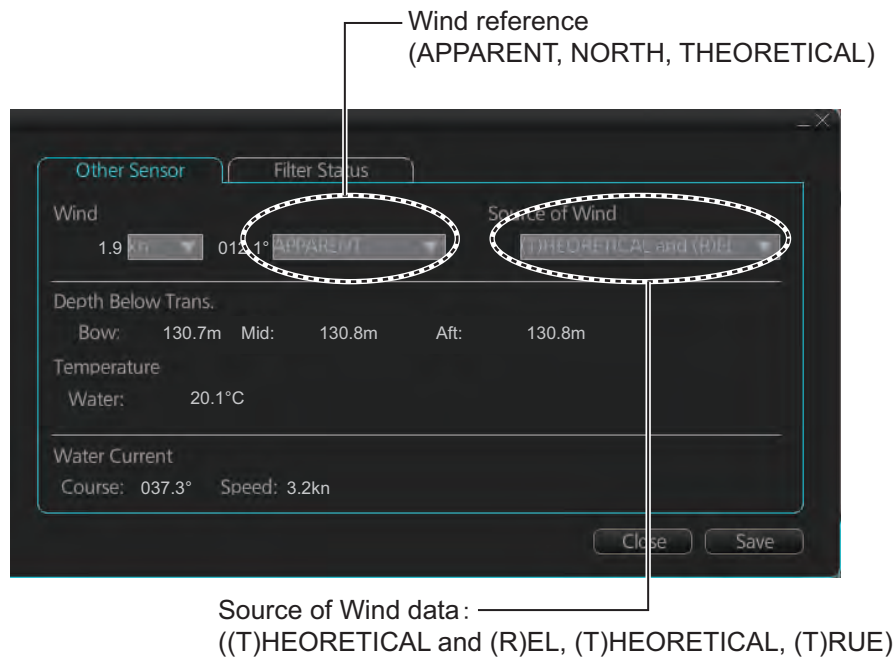 Wind reference
(APPARENT, NORTH, THEORETICAL)
Other Sensor Filter Status
Wind Source of Wind
1.9 kn 012.1° APPARENT (T)HEORETICAL and (R)EL
Depth Below Trans.
Bow: 130.7m Mid: 130.8m Aft: 130.8m
Temperature
Water: 20.1°C
Water Current
Course: 037.3° Speed: 3.2kn
Close Save
Source of Wind data:
((T)HEORETICAL and (R)EL, (T)HEORETICAL, (T)RUE)